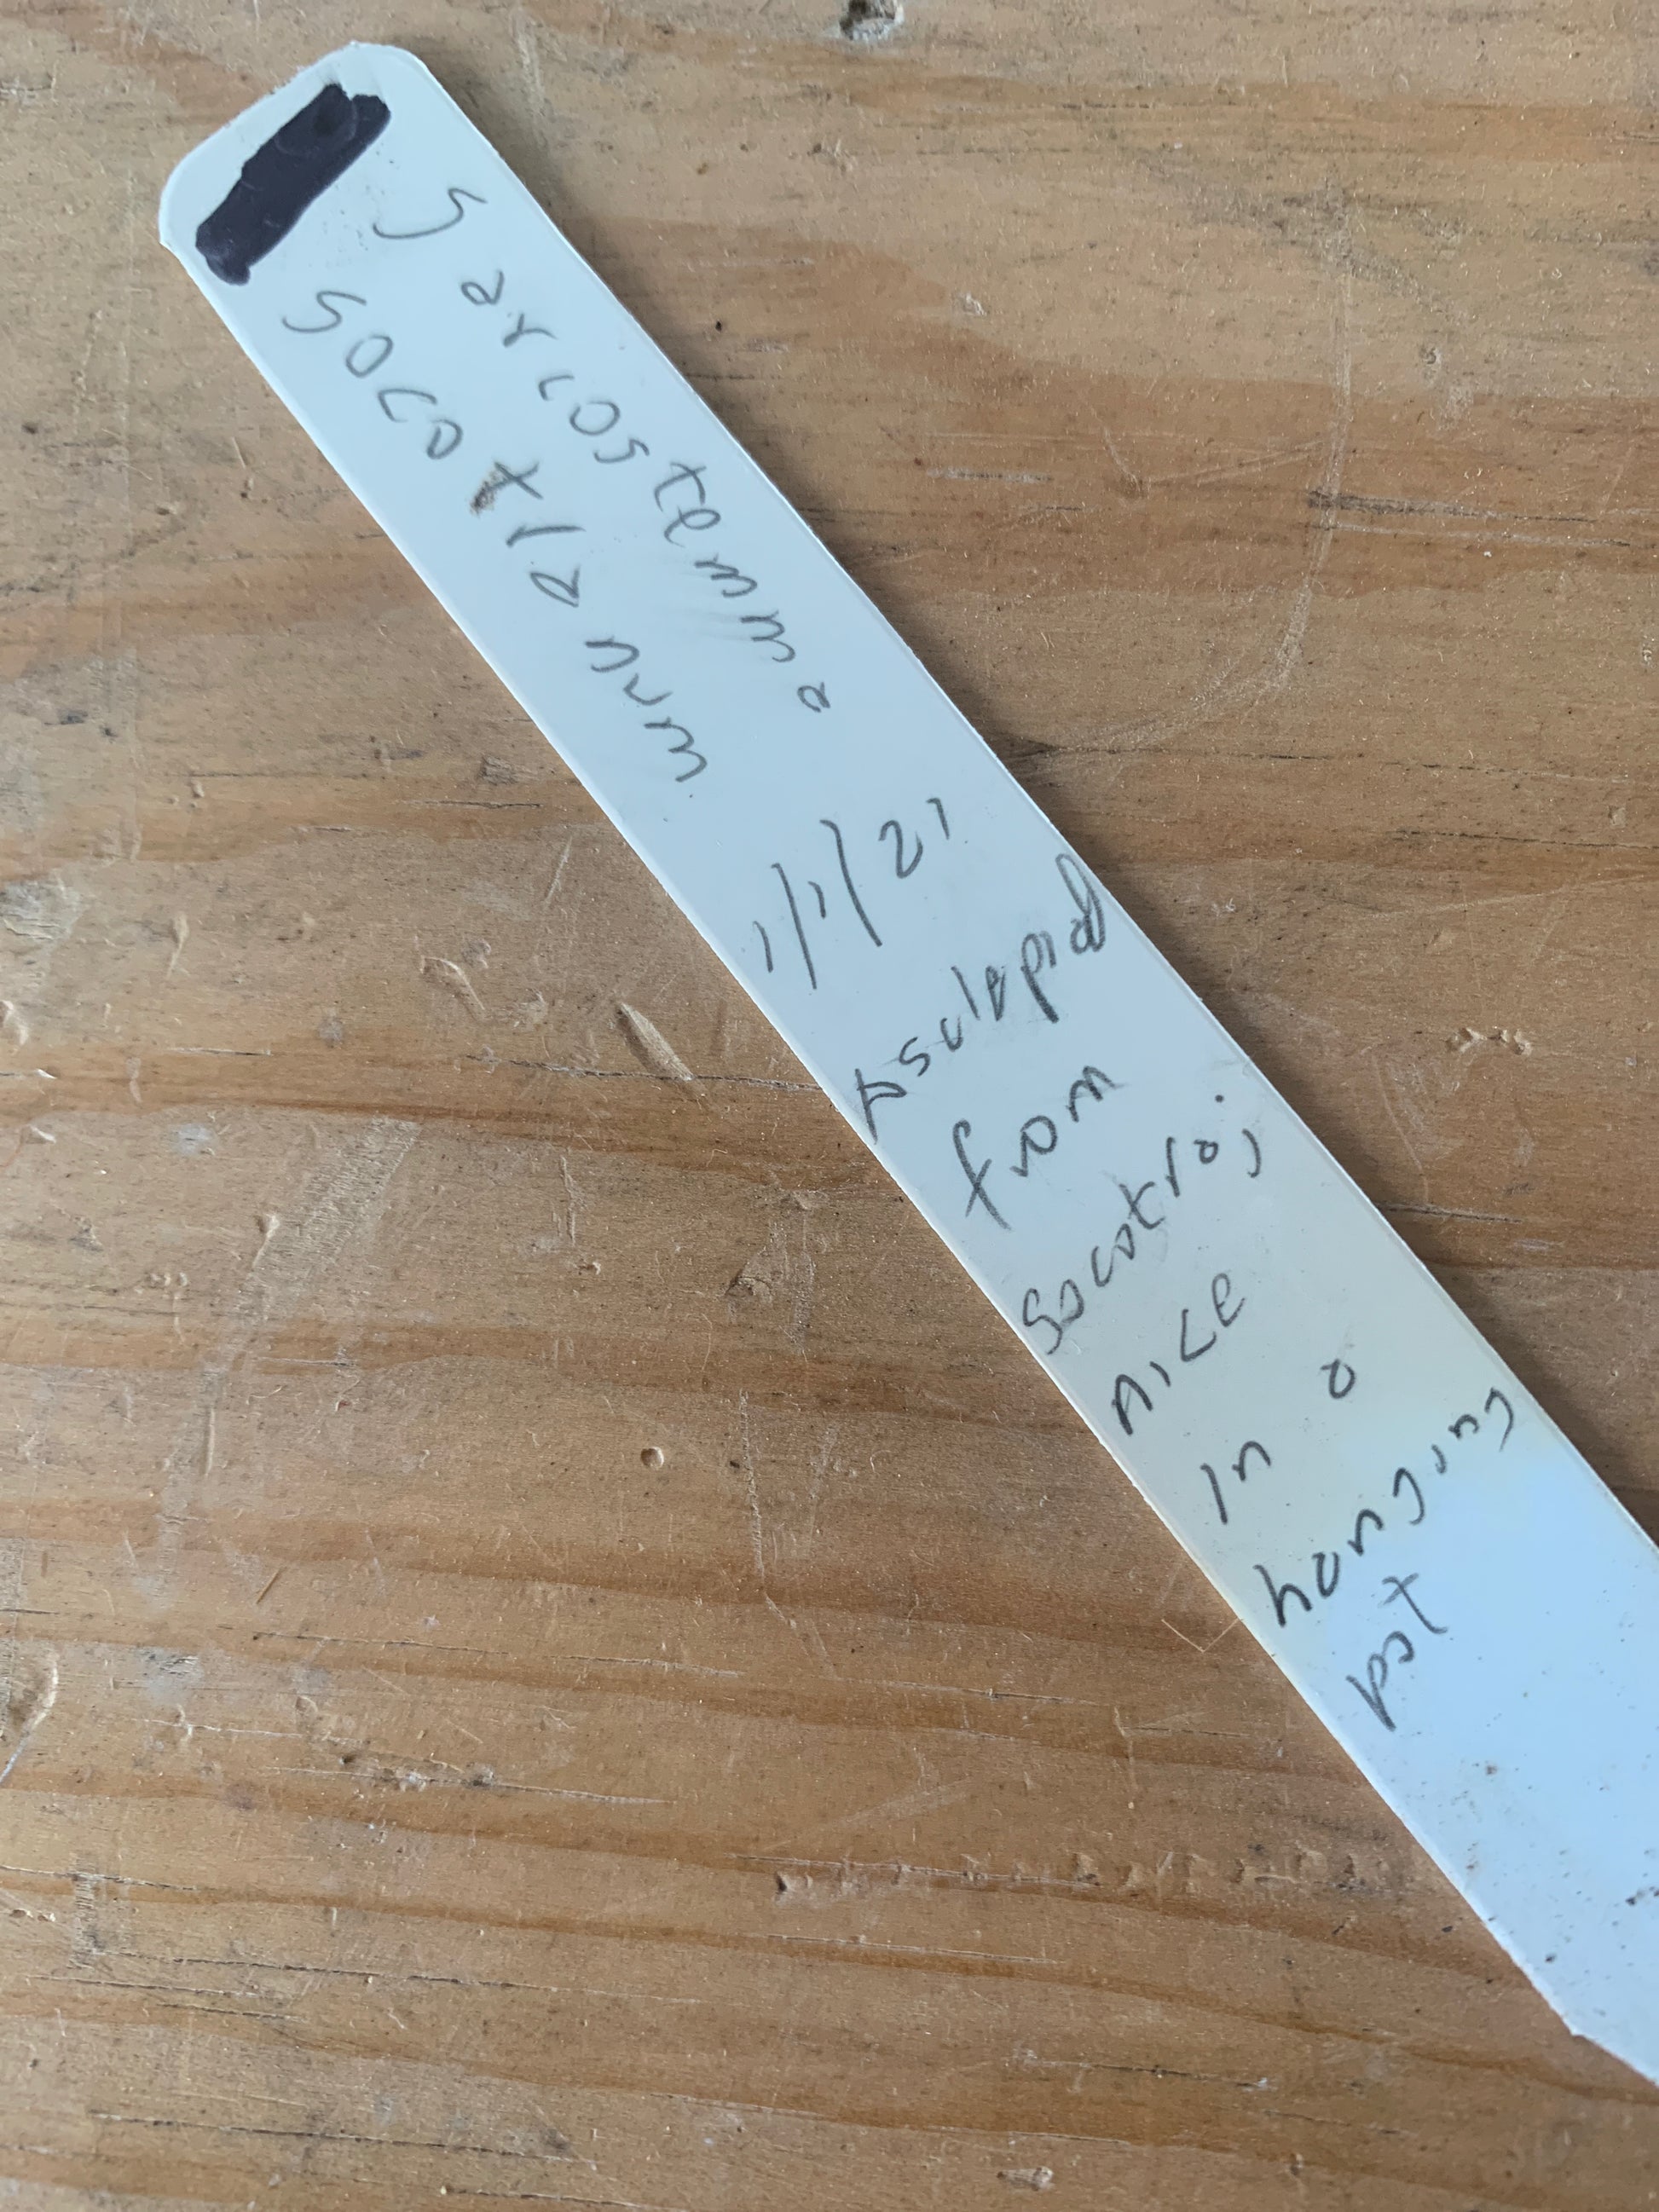 Sarcostemma
socotranum
1/1/21
Asclepiad
from
Socotra;
nice
in a
hanging
pot